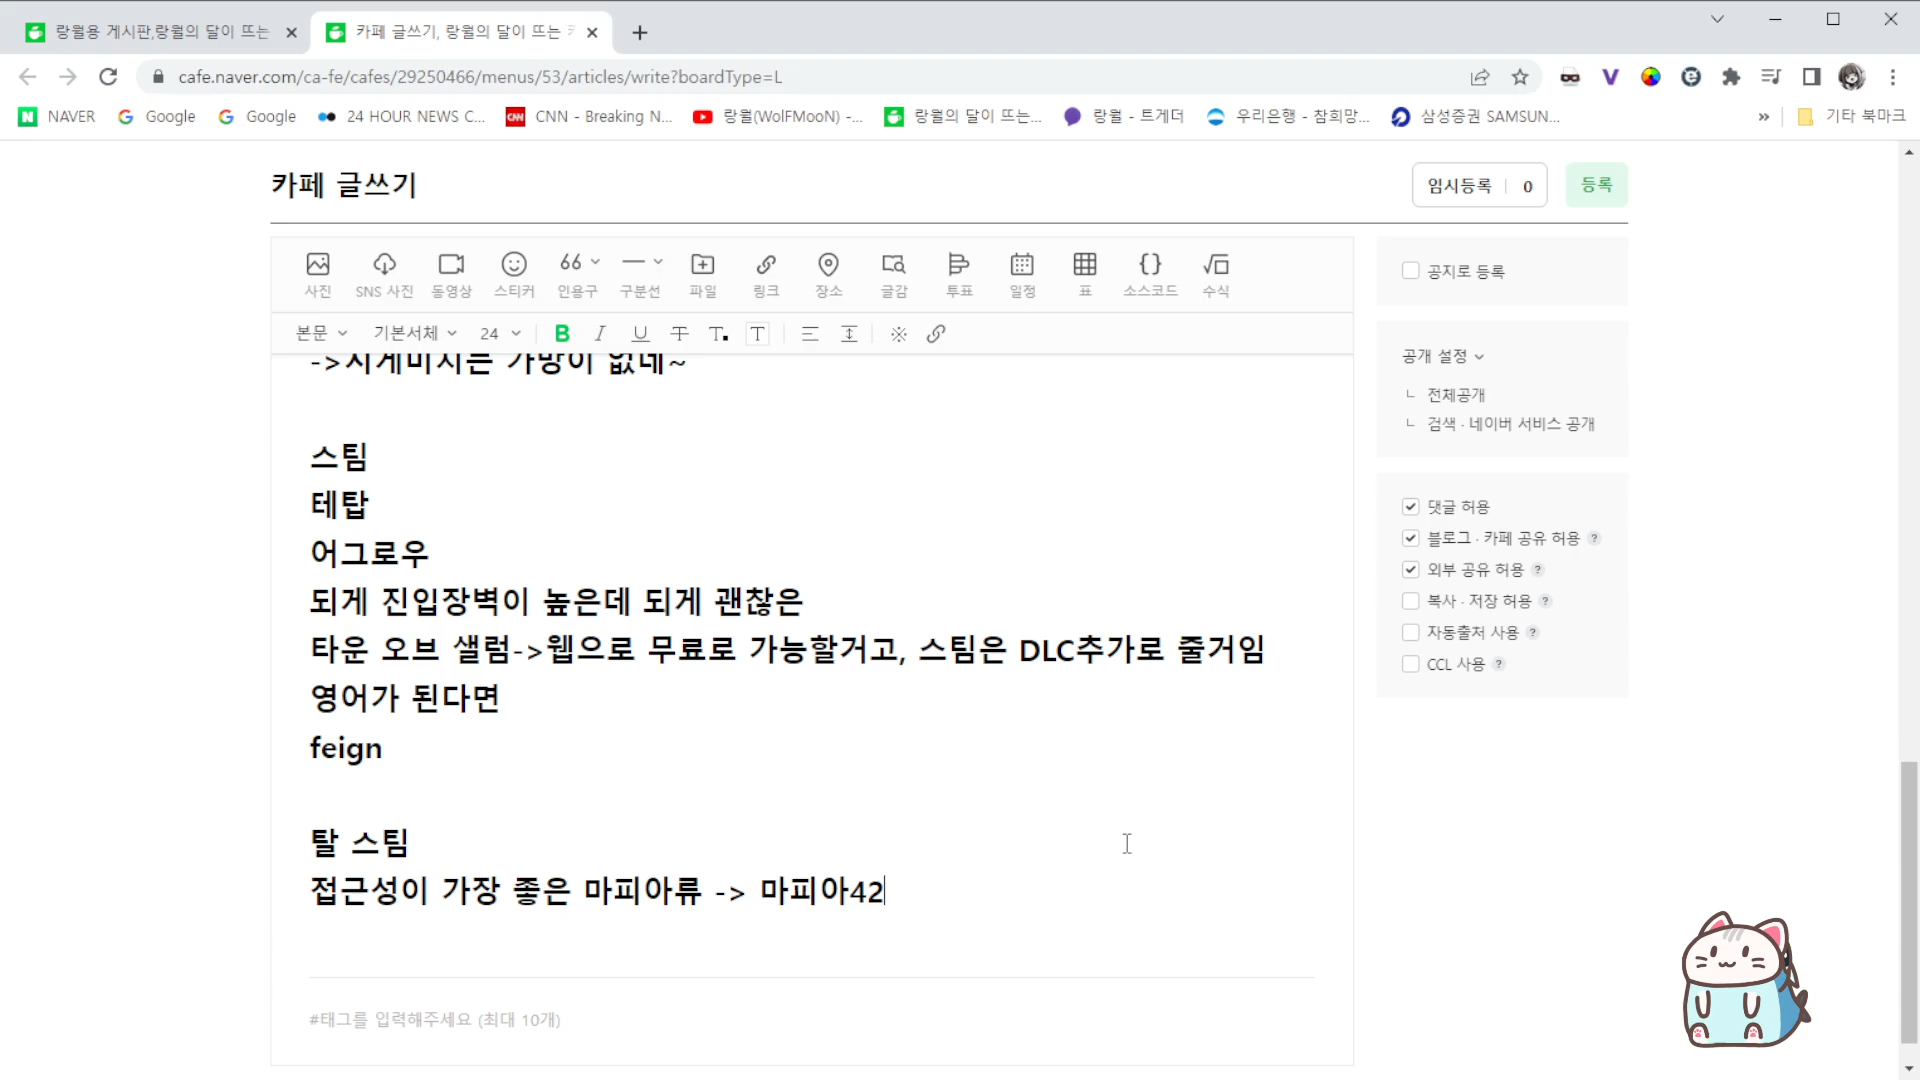 랑월용 게시판,랑월의 달이 뜨는
카페 글쓰기, 랑월의 달이 뜨는
cafe.naver.com/ca-fe/cafes/29250466/menus/53/articles/write?boardType=L
NAVER
Google
Google
24 HOUR NEWS C...
CNN - Breaking N...
랑월(WolFMooN) -...
랑월의 달이 뜨는...
랑월 - 트게더
우리은행 - 참희망...
삼성증권 SAMSUN...
»
기타 북마크
카페 글쓰기
임시등록 0
등록
사진
SNS 사진
동영상
스티커
인용구
구분선
파일
링크
장소
글감
투표
일정
표
소스코드
수식
본문
기본서체
24
->시게미치는 가망이 없네~
스팀
테탑
어그로우
되게 진입장벽이 높은데 되게 괜찮은
타운 오브 샐럼->웹으로 무료로 가능할거고, 스팀은 DLC추가로 줄거임
영어가 된다면
feign
탈 스팀
접근성이 가장 좋은 마피아류 -> 마피아42
#태그를 입력해주세요 (최대 10개)
공지로 등록
공개 설정
전체공개
검색 · 네이버 서비스 공개
댓글 허용
블로그 · 카페 공유 허용 ?
외부 공유 허용 ?
복사 · 저장 허용 ?
자동출처 사용 ?
CCL 사용 ?